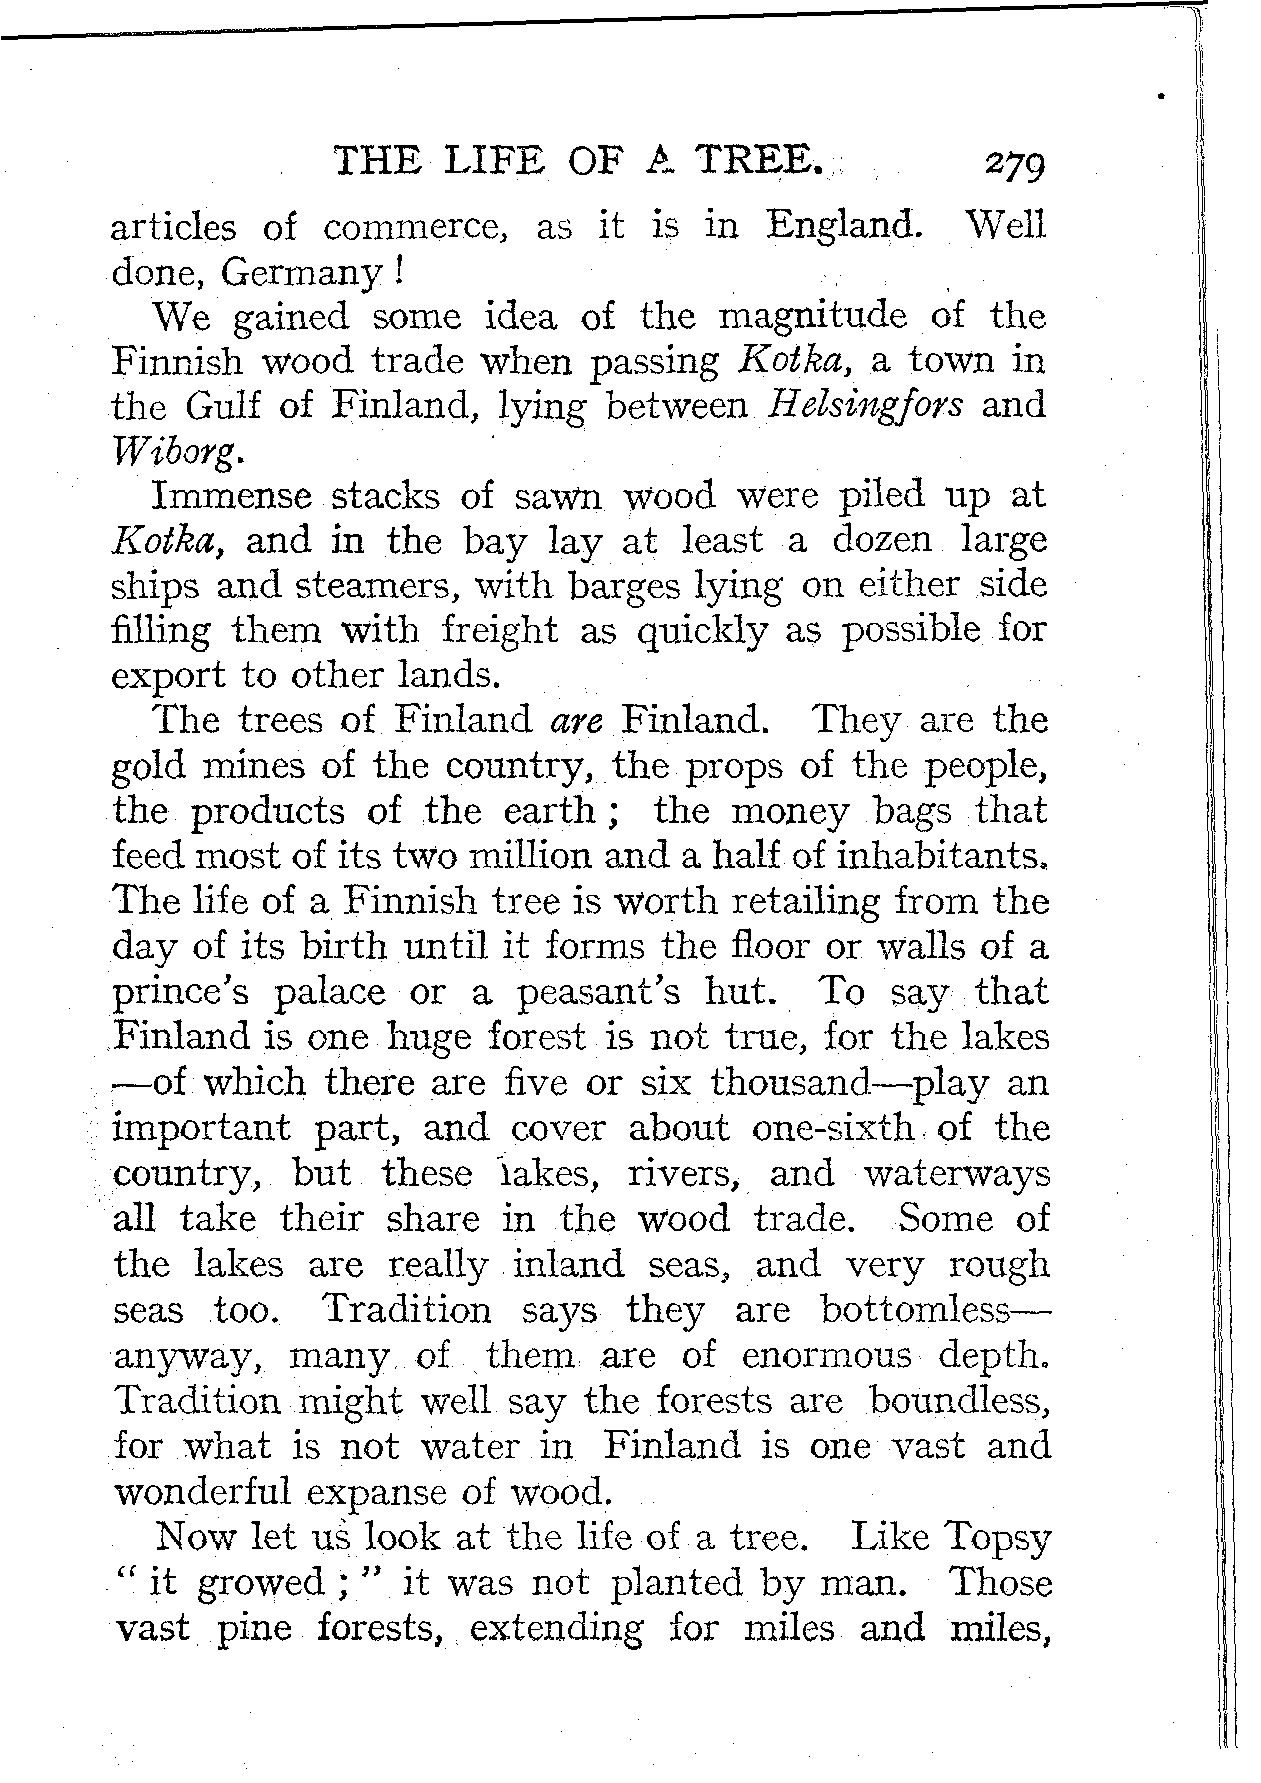 THE LIFE OF A TREE. 279
articles of commerce, as it is in England. Well
done, Germany !
We gained some idea of the magnitude of the
Finnish wood trade when passing Kotka, a town in
the Gulf of Finland, lying between Helsingfors and
Wiborg.
Immense stacks of sawn wood were piled up at
Kotka, and in the bay lay at least a dozen large
ships and steamers, with barges lying on either side
filling them with freight as quickly as possible for
export to other lands.
The trees of Finland are Finland. They are the
gold mines of the country, the props of the people,
the products of the earth ; the money bags that
feed most of its two million and a half of inhabitants.
The life of a Finnish tree is worth retailing from the
day of its birth until it forms the floor or walls of a
prince's palace or a peasant's hut. To say that
Finland is one huge forest is not true, for the lakes
—of which there are five or six thousand—play an
important part, and cover about one-sixth of the
country, but these lakes, rivers, and waterways
all take their share in the wood trade. Some of
the lakes are really inland seas, and very rough
seas too. Tradition says they are bottomless—
anyway, many of them are of enormous depth.
Tradition might well say the forests are boundless,
for what is not water in Finland is one vast and
wonderful expanse of wood.
Now let us look at the life of a tree. Like Topsy
“ it growed ; ” it was not planted by man. Those
vast pine forests, extending for miles and miles,